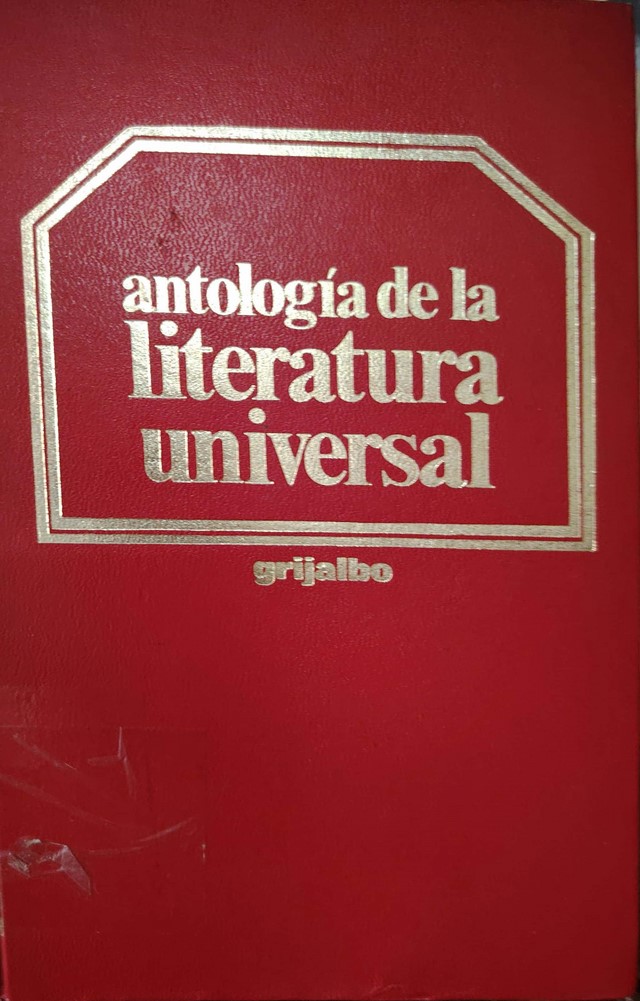 antología de la
literatura
universal
grijalbo